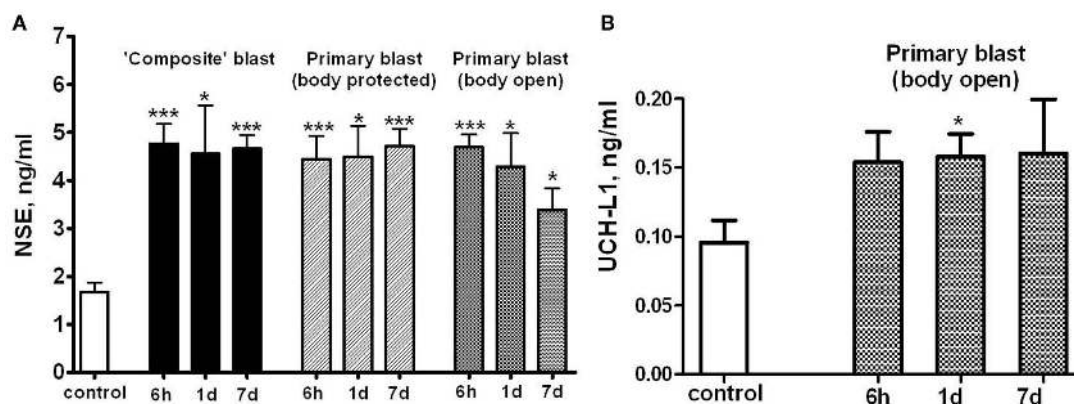 A
7
6
5
4
3
2
1
0
NSE, ng/ml
'Composite' blast
Primary blast
(body protected)
Primary blast
(body open)
***
*
***
***
*
***
***
*
*
control
6h
1d
7d
6h
1d
7d
6h
1d
7d
B
Primary blast
(body open)
0.20
0.15
0.10
0.05
0.00
UCH-L1, ng/ml
*
control
6h
1d
7d